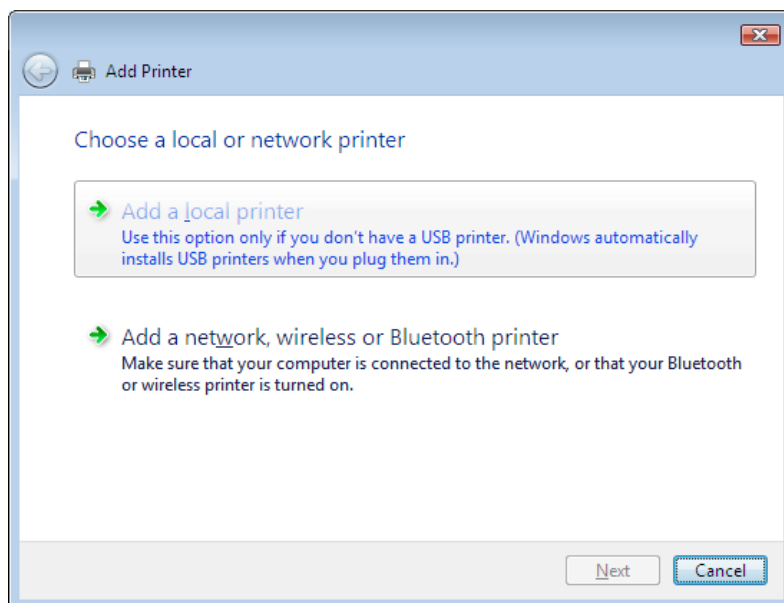 Add Printer
Choose a local or network printer
Add a local printer
Use this option only if you don't have a USB printer. (Windows automatically
installs USB printers when you plug them in.)
Add a network, wireless or Bluetooth printer
Make sure that your computer is connected to the network, or that your Bluetooth
or wireless printer is turned on.
Next
Cancel